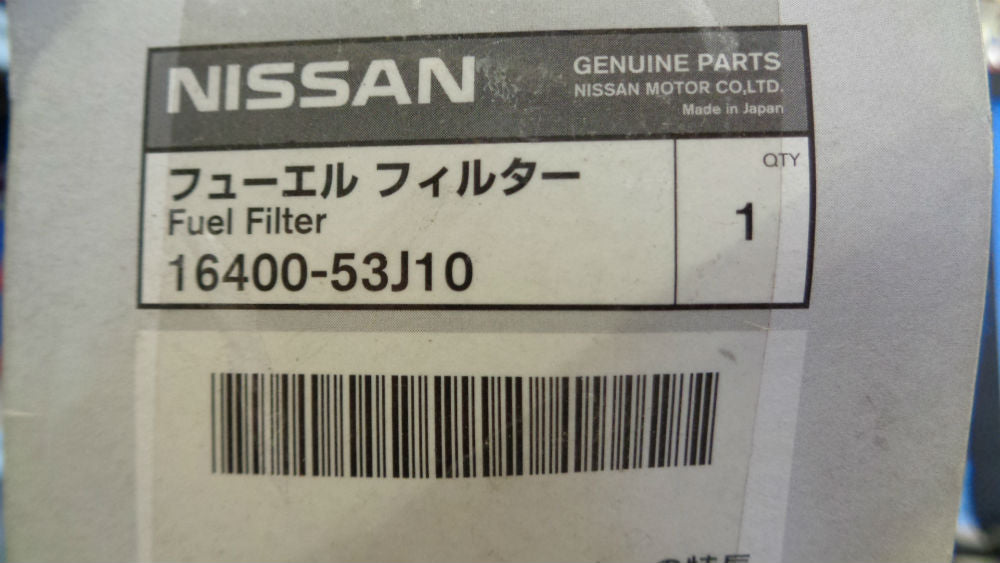 NISSAN
GENUINE PARTS
NISSAN MOTOR CO,LTD.
Made in Japan
フューエル フィルター
Fuel Filter
16400-53J10
QTY
1